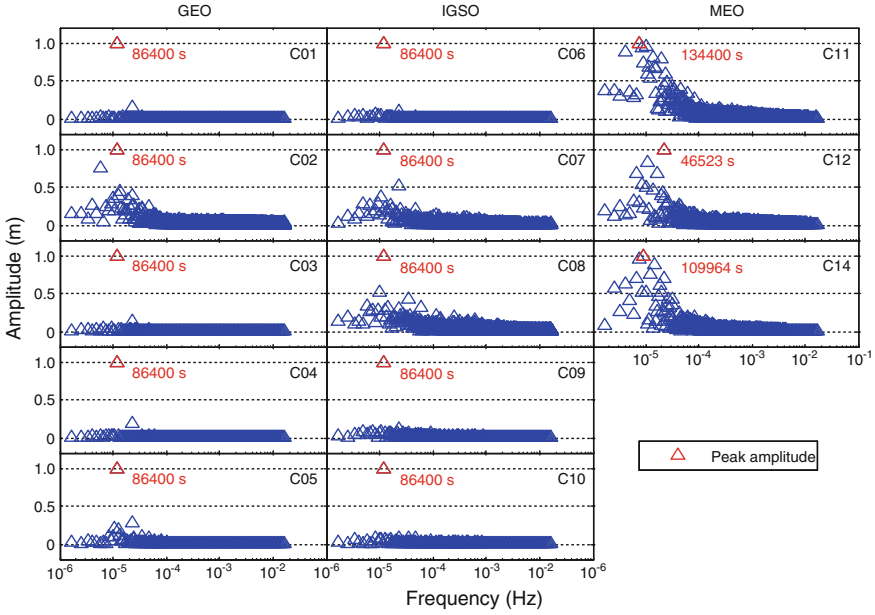 GEO IGSO MEO
1.0 86400 s C01 86400 s C06 134400 s C11
0.5
0
1.0 86400 s C02 86400 s C07 46523 s C12
0.5
0
1.0 86400 s C03 86400 s C08 109964 s C14
0.5
0
10⁻⁵ 10⁻⁴ 10⁻³ 10⁻² 10⁻¹
1.0 86400 s C04 86400 s C09
0.5
0
Peak amplitude
1.0 86400 s C05 86400 s C10
0.5
0
10⁻⁶ 10⁻⁵ 10⁻⁴ 10⁻³ 10⁻² 10⁻⁶ 10⁻⁵ 10⁻⁴ 10⁻³ 10⁻² 10⁻⁶
Amplitude (m)
Frequency (Hz)